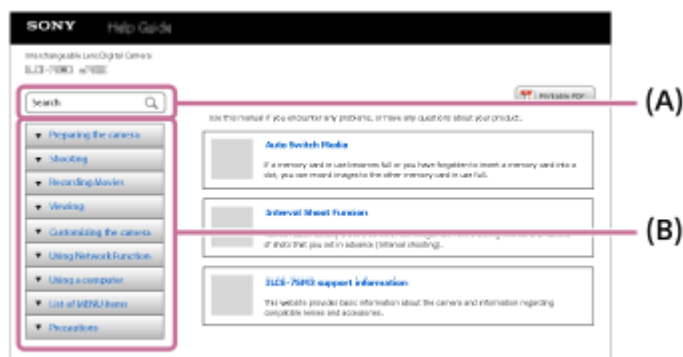 SONY Help Guide
Interchangeable Lens Digital Camera
Search
(A)
Printable PDF
Use this manual if you encounter any problems, or have any questions about your product.
Preparing the camera
Shooting
Recording Movies
Viewing
Customizing the camera
Using Network Function
Using a computer
List of MENU items
Precautions
Auto Switch Media
If a memory card in use becomes full or you have forgotten to insert a memory card into a
slot, you can record images to the other memory card in use full.
Interval Shoot Funcion
of shots that you set in advance (Interval shooting).
(B)
support information
This website provides basic information about the camera and information regarding
compatible lenses and accessories.